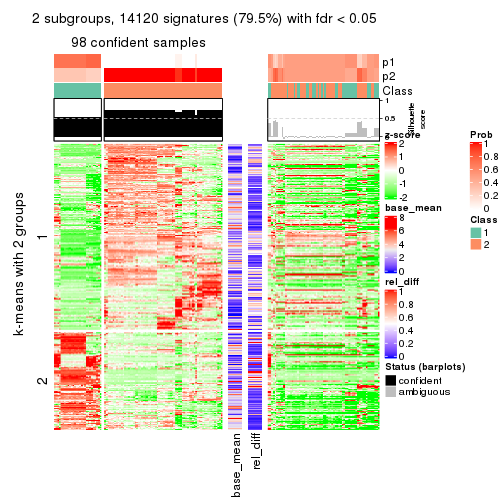 2 subgroups, 14120 signatures (79.5%) with fdr < 0.05
98 confident samples
p1
p2
Class
1
0.5
0
Silhouette
score
z-score
2
1
0
-1
-2
Prob
1
0.8
0.6
0.4
0.2
0
base_mean
8
6
4
2
0
Class
1
2
rel_diff
1
0.8
0.6
0.4
0.2
0
Status (barplots)
confident
ambiguous
k-means with 2 groups
1
2
base_mean
rel_diff